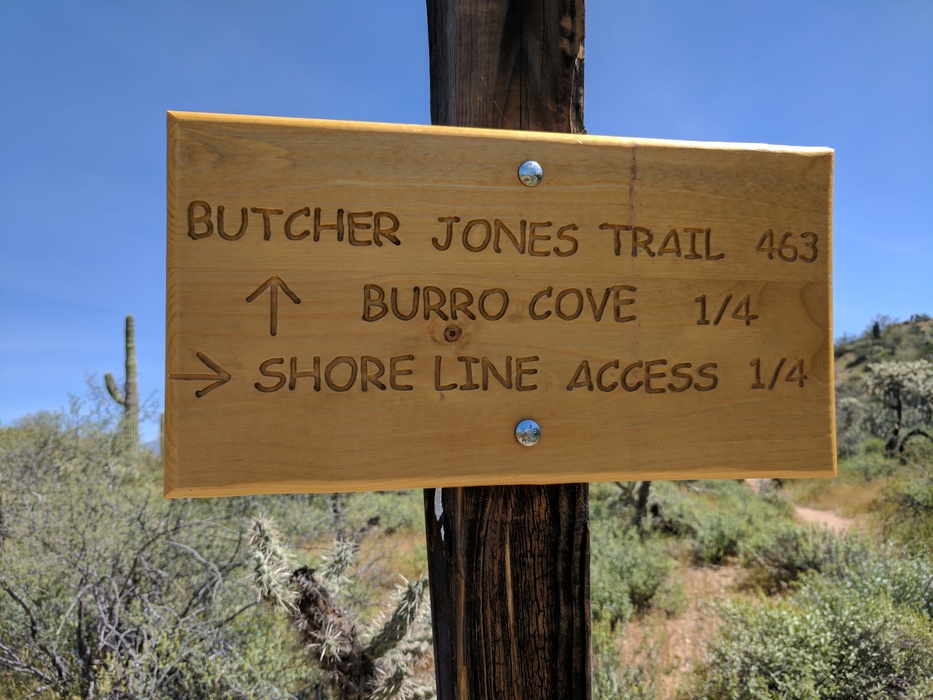 BUTCHER JONES TRAIL 463
↑ BURRO COVE 1/4
→ SHORE LINE ACCESS 1/4